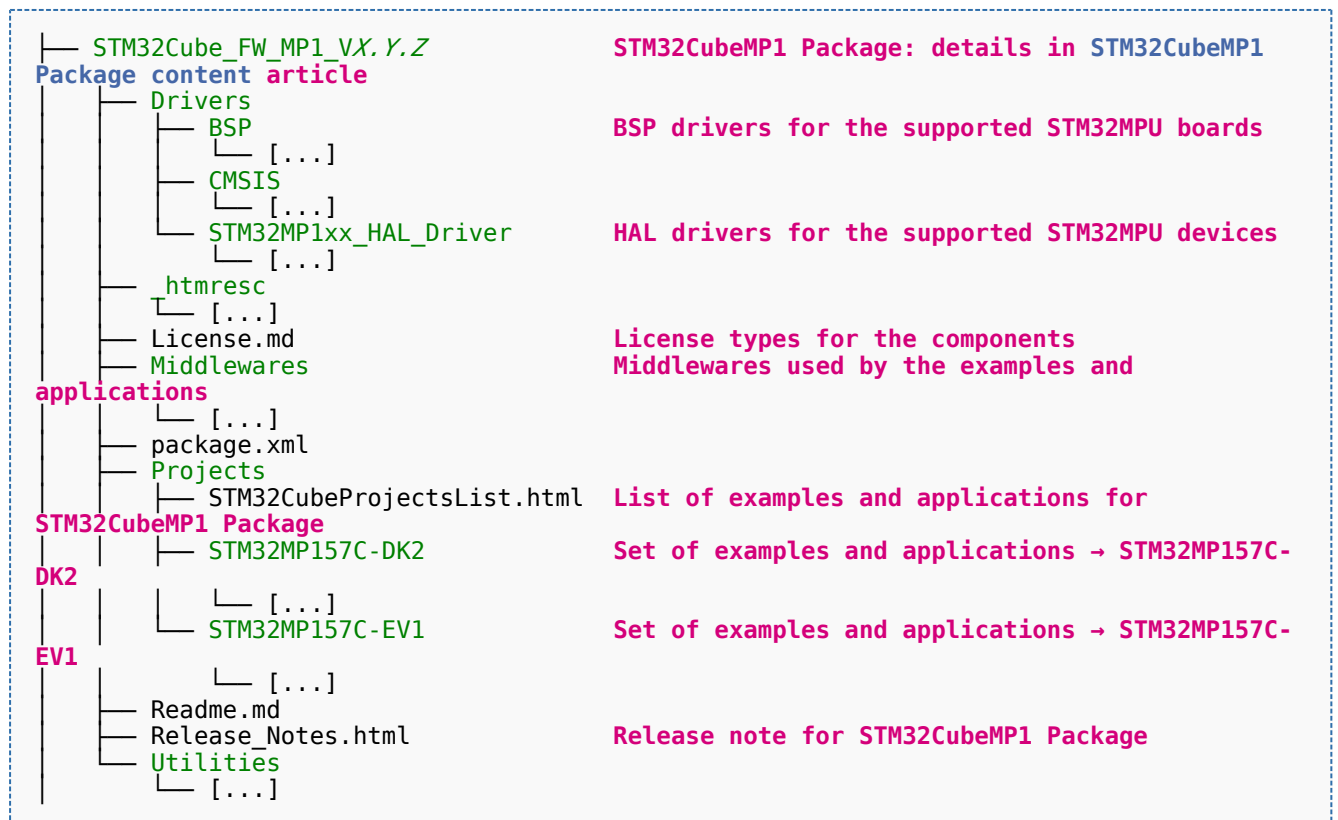 ├── STM32Cube_FW_MP1_VX.Y.Z             STM32CubeMP1 Package: details in STM32CubeMP1
Package content article
│   ├── Drivers
│   │   ├── BSP                         BSP drivers for the supported STM32MPU boards
│   │   │   └── [...]
│   │   ├── CMSIS
│   │   │   └── [...]
│   │   └── STM32MP1xx_HAL_Driver       HAL drivers for the supported STM32MPU devices
│   │       └── [...]
│   ├── _htmresc
│   │   └── [...]
│   ├── License.md                      License types for the components
│   ├── Middlewares                     Middlewares used by the examples and
applications
│   │   └── [...]
│   ├── package.xml
│   ├── Projects
│   │   ├── STM32CubeProjectsList.html  List of examples and applications for
STM32CubeMP1 Package
│   │   ├── STM32MP157C-DK2             Set of examples and applications → STM32MP157C-
DK2
│   │   │   └── [...]
│   │   └── STM32MP157C-EV1             Set of examples and applications → STM32MP157C-
EV1
│   │       └── [...]
│   ├── Readme.md
│   ├── Release_Notes.html              Release note for STM32CubeMP1 Package
│   └── Utilities
│       └── [...]